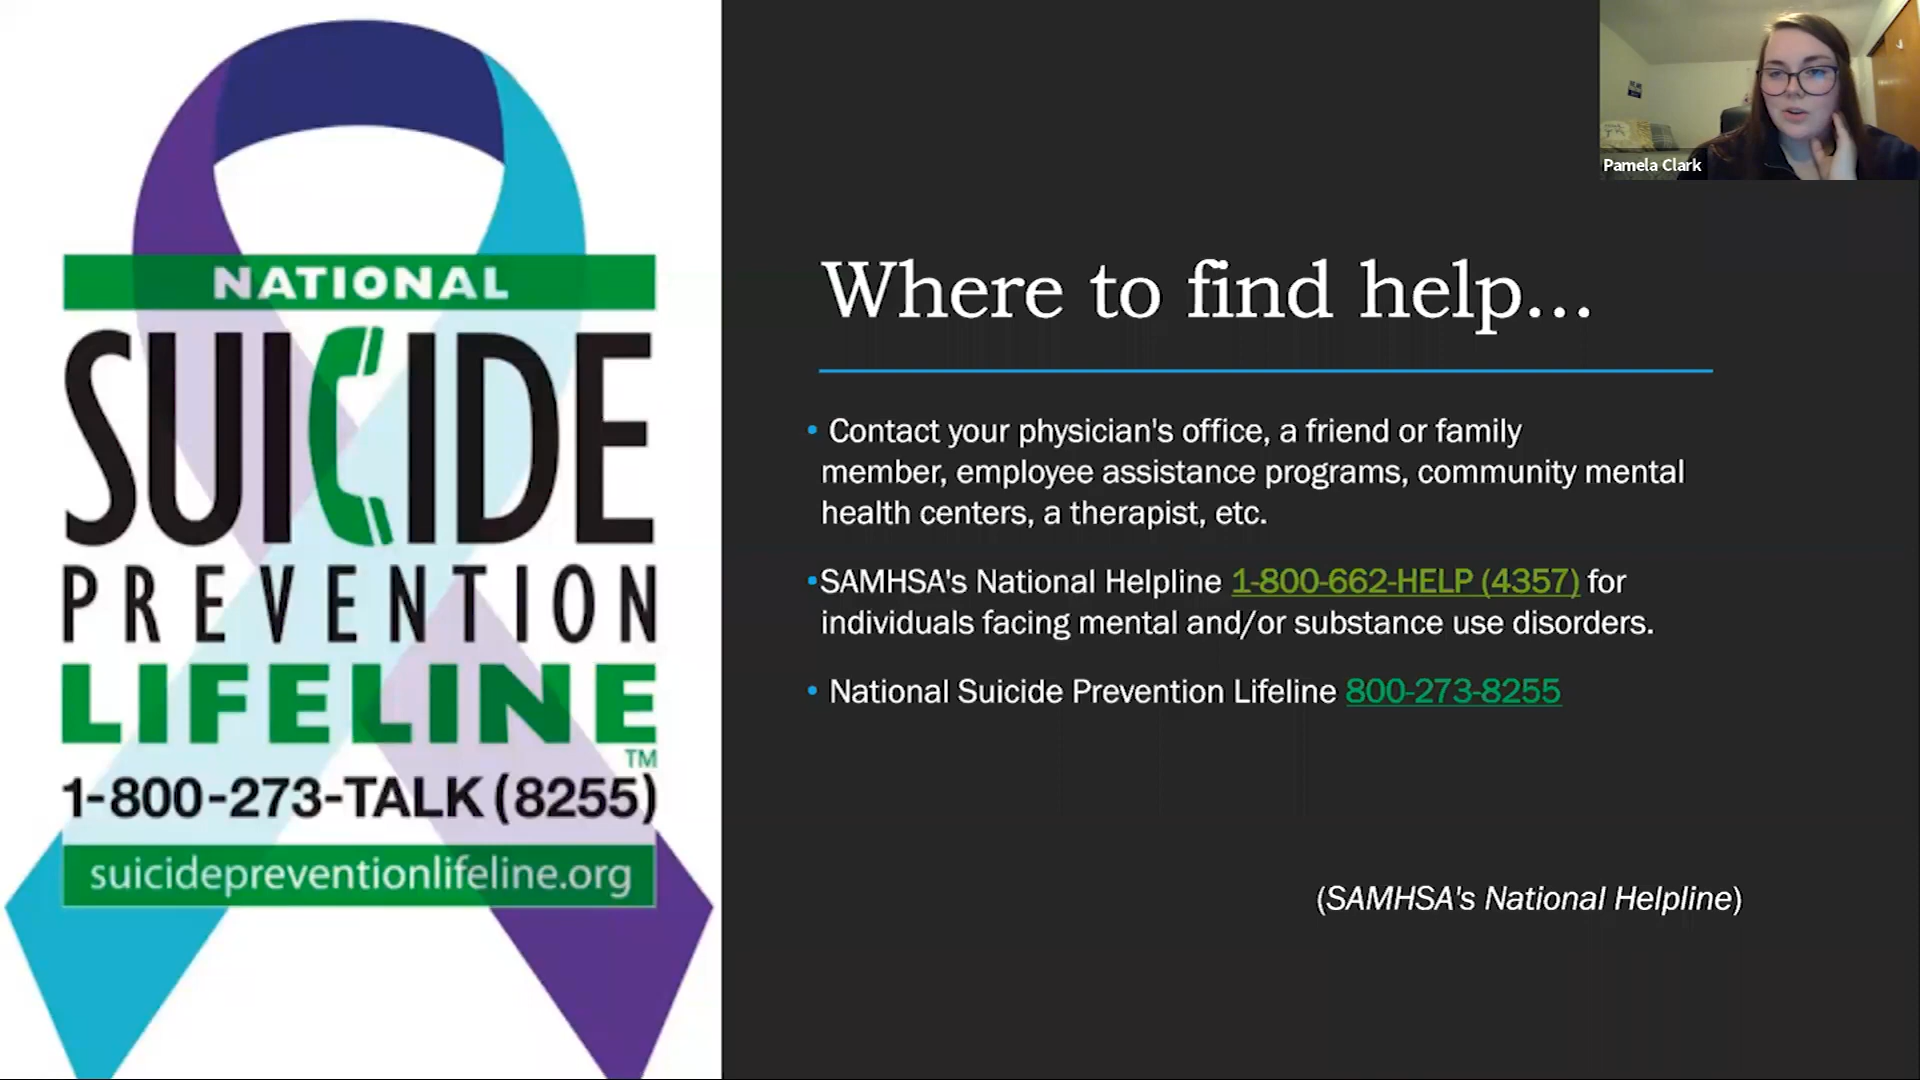 NATIONAL
SUICIDE
PREVENTION
LIFELINE
TM
1-800-273-TALK (8255)
suicidepreventionlifeline.org
Where to find help...
• Contact your physician's office, a friend or family
member, employee assistance programs, community mental
health centers, a therapist, etc.
•SAMHSA's National Helpline 1-800-662-HELP (4357) for
individuals facing mental and/or substance use disorders.
• National Suicide Prevention Lifeline 800-273-8255
(SAMHSA's National Helpline)
Pamela Clark